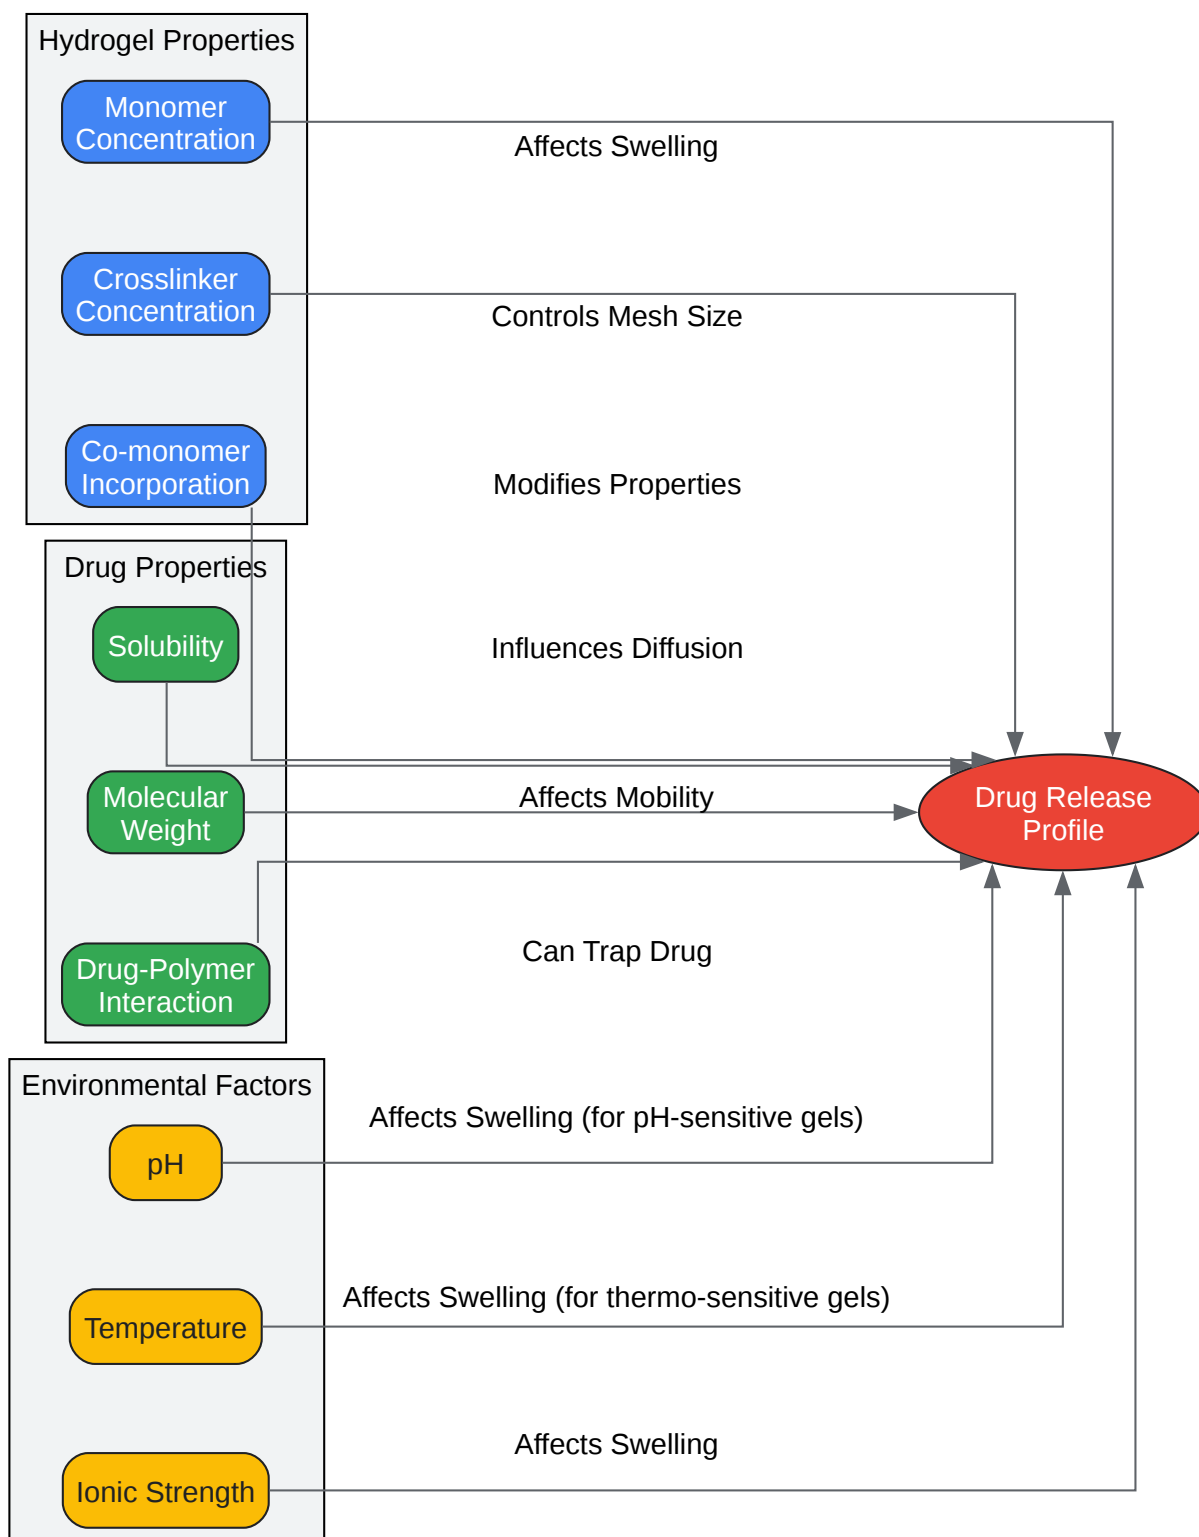 Hydrogel Properties
Monomer
Concentration
Affects Swelling
Crosslinker
Concentration
Controls Mesh Size
Co-monomer
Incorporation
Modifies Properties
Drug Properties
Solubility
Influences Diffusion
Molecular
Weight
Affects Mobility
Drug Release
Profile
Drug-Polymer
Interaction
Can Trap Drug
Environmental Factors
pH
Affects Swelling (for pH-sensitive gels)
Temperature
Affects Swelling (for thermo-sensitive gels)
Ionic Strength
Affects Swelling